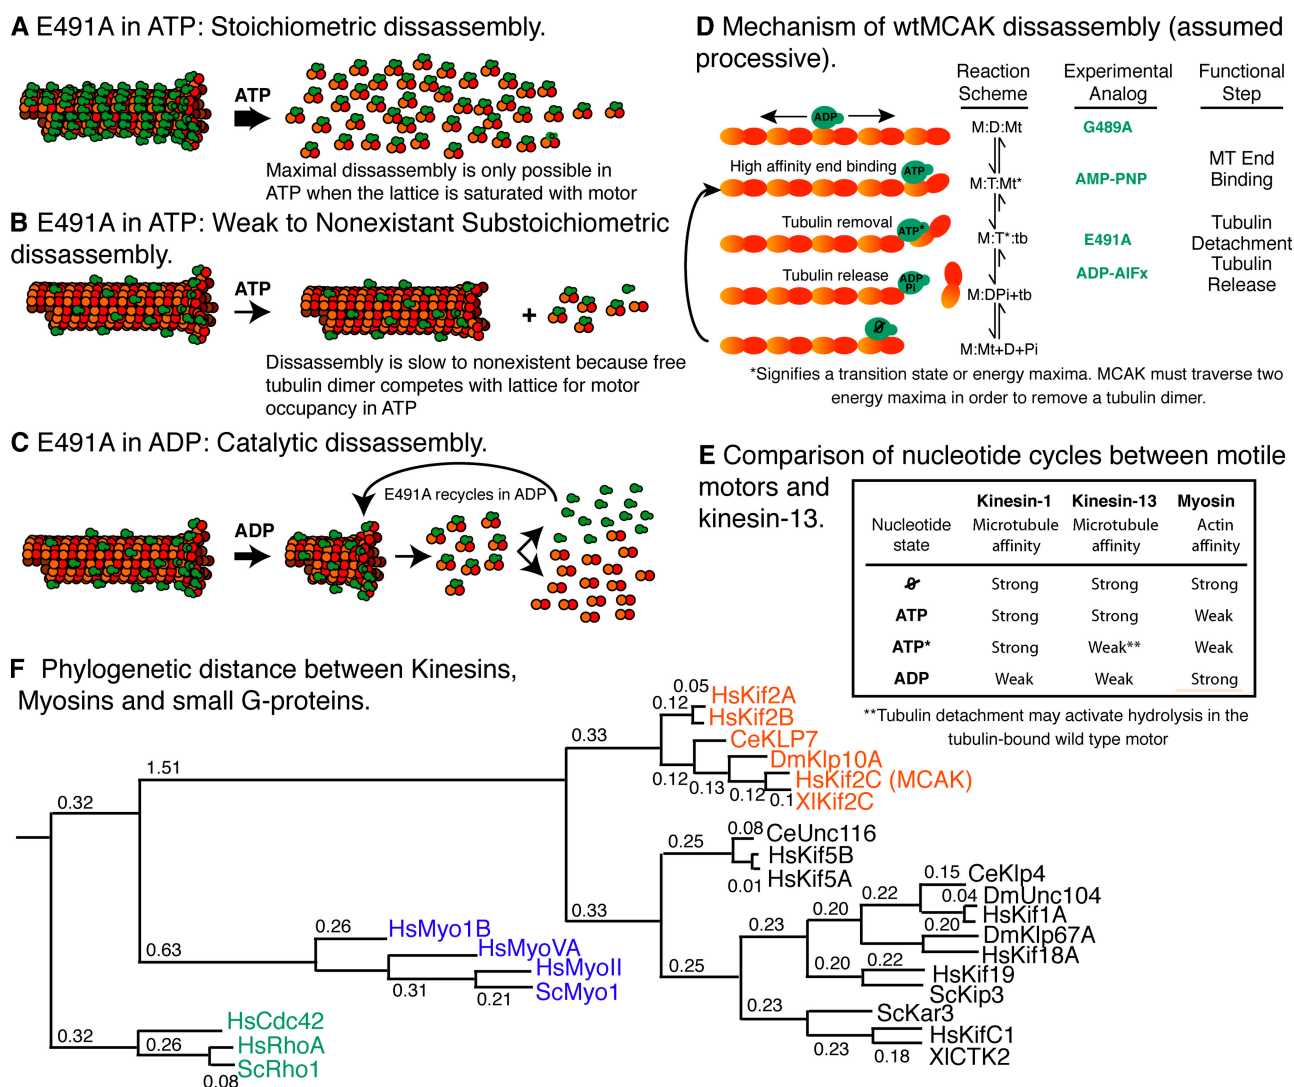 A E491A in ATP: Stoichiometric disassembly.
ATP
Maximal disassembly is only possible in
ATP when the lattice is saturated with motor
B E491A in ATP: Weak to Nonexistant Substoichiometric
disassembly.
ATP
+
Disassembly is slow to nonexistent because free
tubulin dimer competes with lattice for motor
occupancy in ATP
C E491A in ADP: Catalytic dissassembly.
E491A recycles in ADP
ADP
D Mechanism of wtMCAK dissassembly (assumed
processive).
Reaction
Scheme
Experimental
Analog
Functional
Step
ADP
M:D:Mt
G489A
High affinity end binding
ATP
M:T:Mt*
AMP-PNP
MT End
Binding
Tubulin removal
ATP*
M:T*:tb
E491A
Tubulin
Detachment
Tubulin release
ADP
Pi
M:DPi+tb
ADP-AlFx
Tubulin
Release
Ø
M:Mt+D+Pi
*Signifies a transition state or energy maxima. MCAK must traverse two
energy maxima in order to remove a tubulin dimer.
E Comparison of nucleotide cycles between motile
motors and
kinesin-13.
Kinesin-1 Kinesin-13 Myosin
Nucleotide
state
Microtubule
affinity
Microtubule
affinity
Actin
affinity
Ø Strong Strong Strong
ATP Strong Strong Weak
ATP* Strong Weak** Weak
ADP Weak Weak Strong
**Tubulin detachment may activate hydrolysis in the
tubulin-bound wild type motor
F Phylogenetic distance between Kinesins,
Myosins and small G-proteins.
0.32
1.51
0.33
0.12
0.05
HsKif2A
HsKif2B
CeKLP7
0.12
DmKlp10A
0.13
HsKif2C (MCAK)
0.12
0.1
XlKif2C
0.33
0.25
0.08
CeUnc116
HsKif5B
0.01
HsKif5A
0.25
0.23
0.20
0.22
0.15
CeKlp4
DmUnc104
0.04
HsKif1A
0.20
DmKlp67A
HsKif18A
0.20
0.22
HsKif19
ScKip3
0.23
ScKar3
0.23
HsKifC1
0.18
XlCTK2
0.63
0.26
HsMyo1B
HsMyoVA
0.31
HsMyoII
0.21
ScMyo1
0.32
HsCdc42
0.26
HsRhoA
0.08
ScRho1